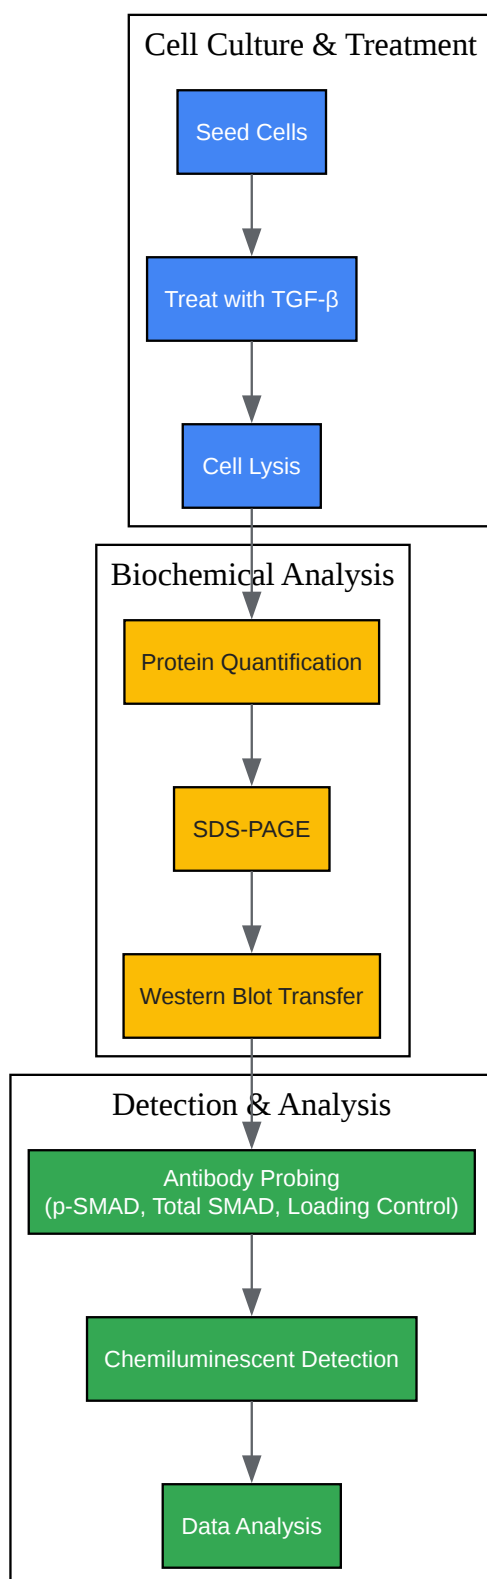 Cell Culture & Treatment
Seed Cells
Treat with TGF-β
Cell Lysis
Biochemical Analysis
Protein Quantification
SDS-PAGE
Western Blot Transfer
Detection & Analysis
Antibody Probing
(p-SMAD, Total SMAD, Loading Control)
Chemiluminescent Detection
Data Analysis